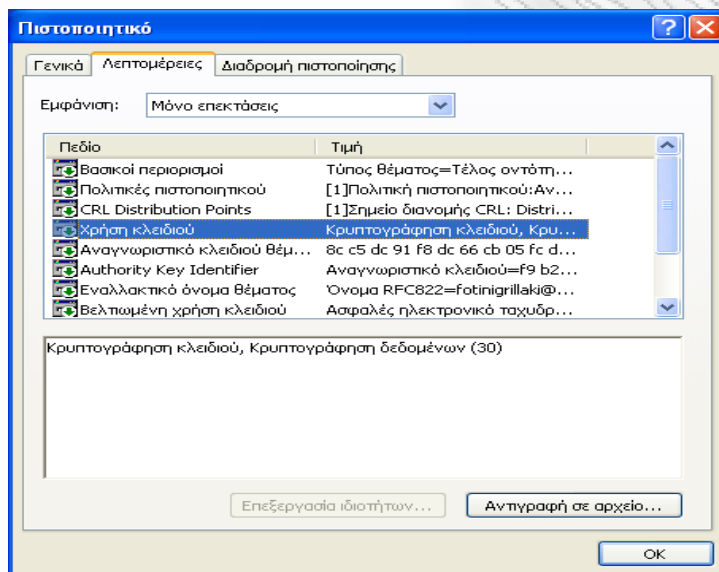 Πιστοποιητικό
Γενικά Λεπτομέρειες Διαδρομή πιστοποίησης
Εμφάνιση: Μόνο επεκτάσεις
Πεδίο Τιμή
Βασικοί περιορισμοί Τύπος θέματος=Τέλος οντότη...
Πολιτικές πιστοποιητικού [1]Πολιτική πιστοποιητικού:Αν...
CRL Distribution Points [1]Σημείο διανομής CRL: Distri...
Χρήση κλειδιού Κρυπτογράφηση κλειδιού, Κρυ...
Αναγνωριστικό κλειδιού θέμ... 8c c5 dc 91 f8 dc 66 cb 05 fc d...
Authority Key Identifier Αναγνωριστικό κλειδιού=f9 b2...
Εναλλακτικό όνομα θέματος Όνομα RFC822=fotinigrillaki@...
Βελτιωμένη χρήση κλειδιού Ασφαλές ηλεκτρονικό ταχυδρ...
Κρυπτογράφηση κλειδιού, Κρυπτογράφηση δεδομένων (30)
Επεξεργασία ιδιοτήτων... Αντιγραφή σε αρχείο...
OK